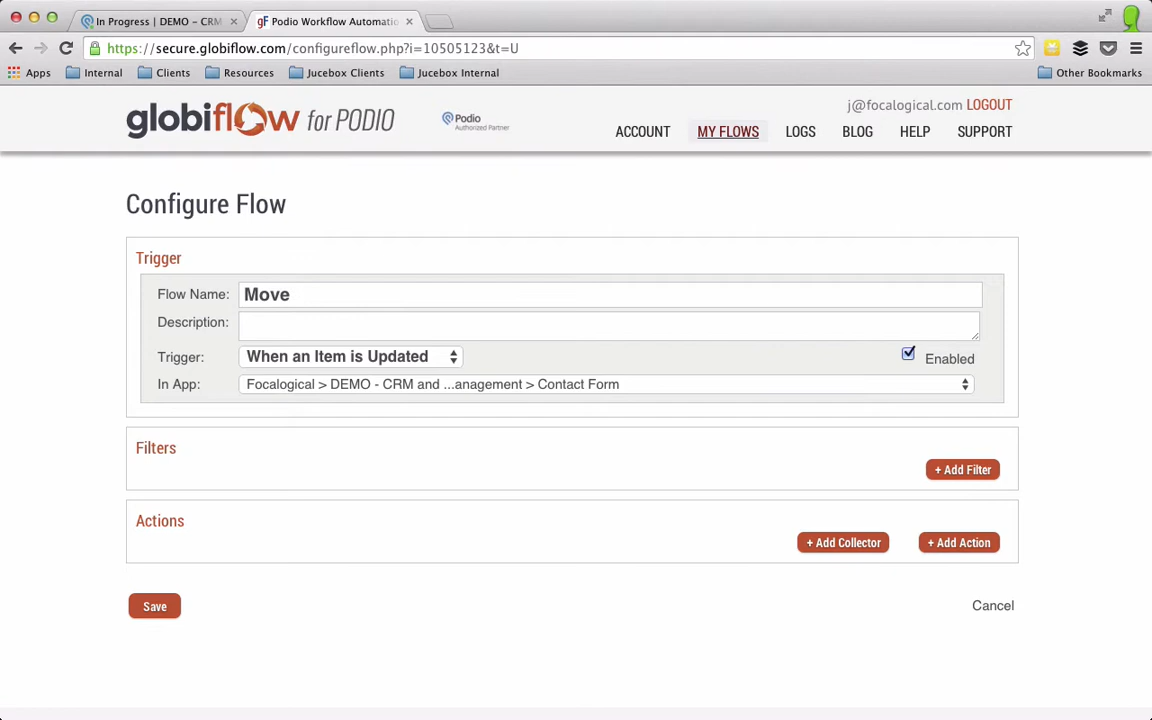 In Progress | DEMO – CRM
gF Podio Workflow Automatio
https://secure.globiflow.com/configureflow.php?i=10505123&t=U
Apps Internal Clients Resources Jucebox Clients Jucebox Internal Other Bookmarks
globiflow for PODIO
Podio
Authorized Partner
j@focalogical.com LOGOUT
ACCOUNT MY FLOWS LOGS BLOG HELP SUPPORT
Configure Flow
Trigger
Flow Name: Move
Description:
Trigger: When an Item is Updated Enabled
In App: Focalogical > DEMO - CRM and ...anagement > Contact Form
Filters
+ Add Filter
Actions
+ Add Collector + Add Action
Save Cancel